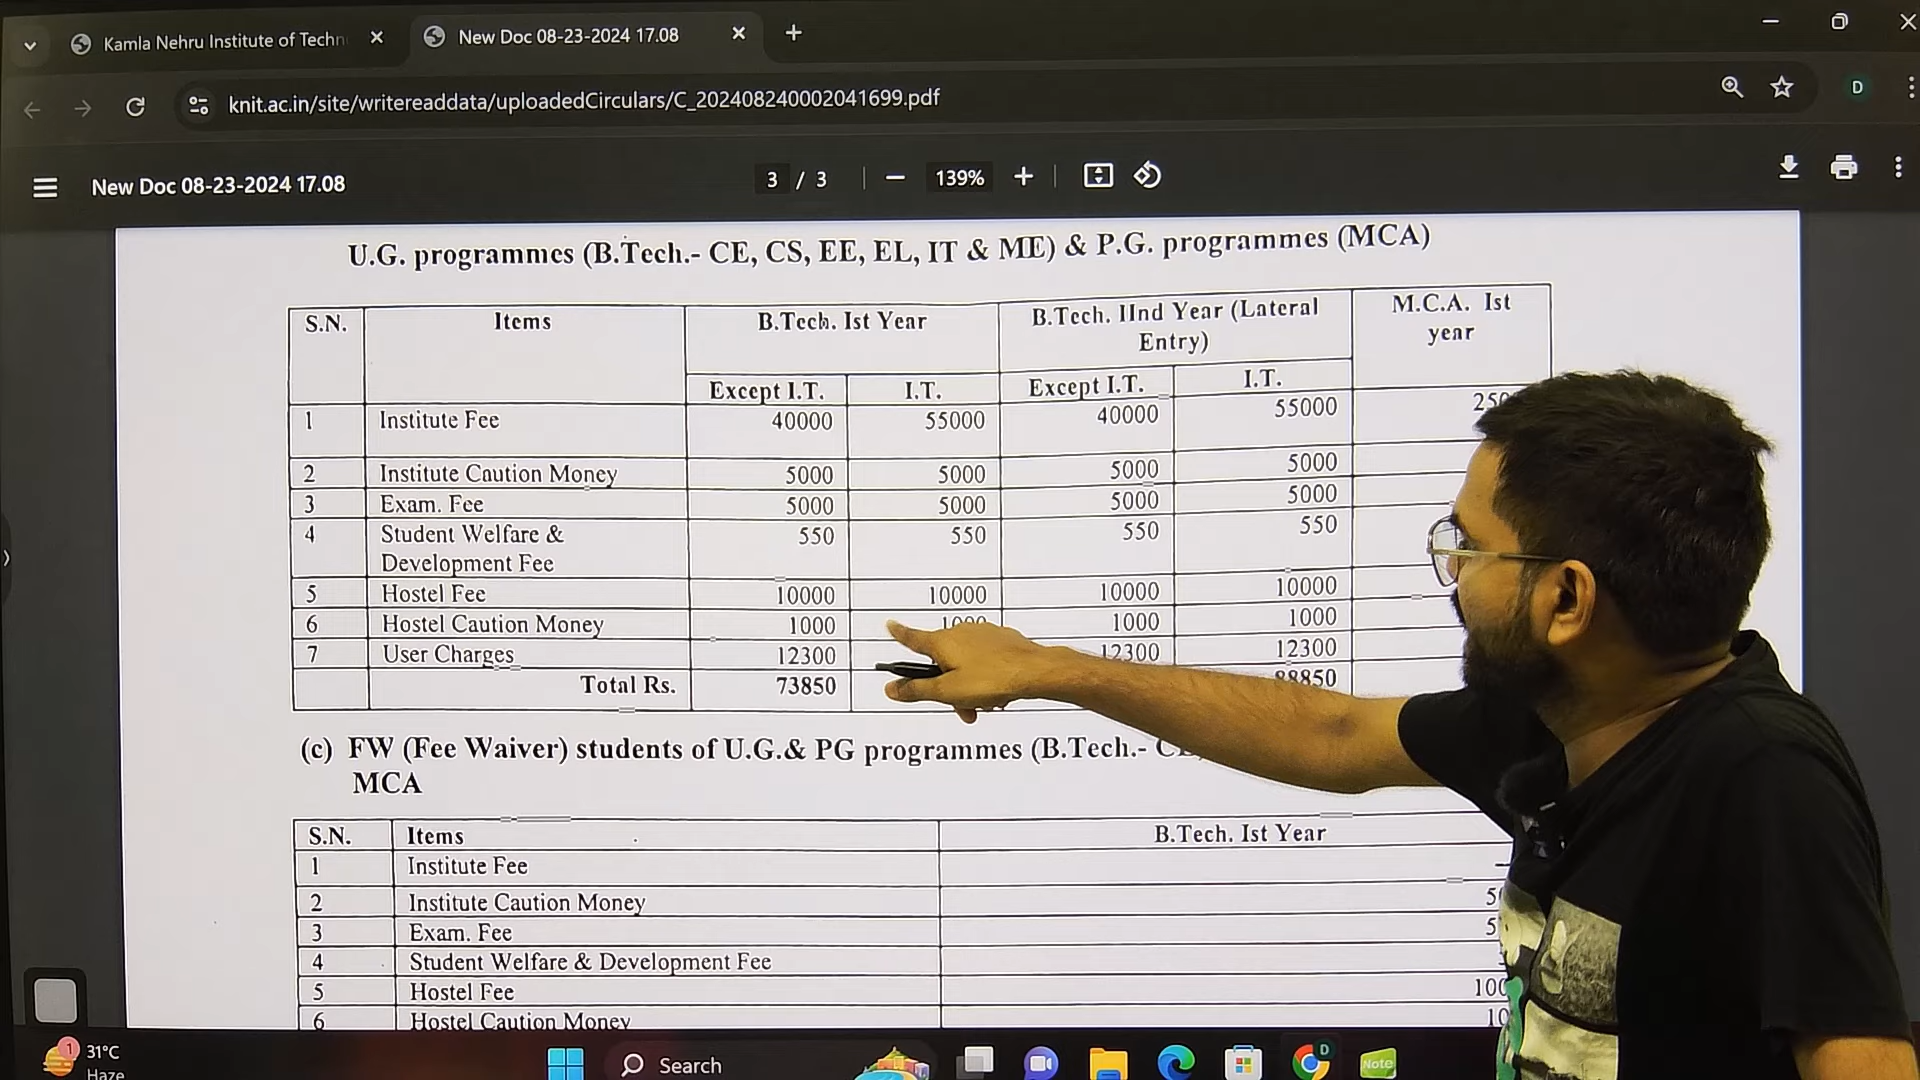 Kamla Nehru Institute of Techn
New Doc 08-23-2024 17.08
knit.ac.in/site/writereaddata/uploadedCirculars/C_202408240002041699.pdf
D
New Doc 08-23-2024 17.08
3 / 3
139%
U.G. programmes (B.Tech.- CE, CS, EE, EL, IT & ME) & P.G. programmes (MCA)
S.N. Items B.Tech. Ist Year B.Tech. IInd Year (Lateral Entry) M.C.A. Ist year
Except I.T. I.T. Except I.T. I.T.
1 Institute Fee 40000 55000 40000 55000
2 Institute Caution Money 5000 5000 5000 5000
3 Exam. Fee 5000 5000 5000 5000
4 Student Welfare & Development Fee 550 550 550 550
5 Hostel Fee 10000 10000 10000 10000
6 Hostel Caution Money 1000 1000 1000 1000
7 User Charges 12300 12300 12300
Total Rs. 73850 88850
(c) FW (Fee Waiver) students of U.G.& PG programmes (B.Tech.-
MCA
S.N. Items B.Tech. Ist Year
1 Institute Fee
2 Institute Caution Money
3 Exam. Fee
4 Student Welfare & Development Fee
5 Hostel Fee
6 Hostel Caution Money
1
31°C
Haze
Search
D
Note